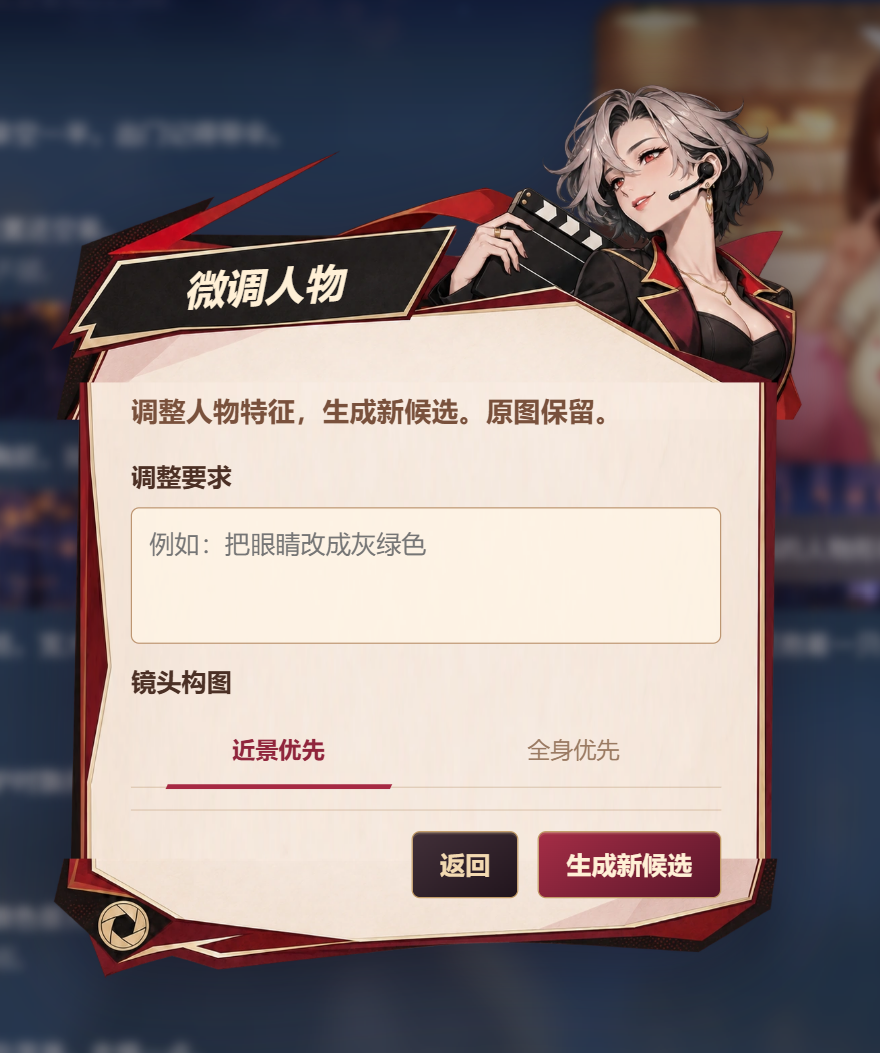 微调人物
调整人物特征，生成新候选。原图保留。
调整要求
例如：把眼睛改成灰绿色
镜头构图
近景优先
全身优先
返回
生成新候选